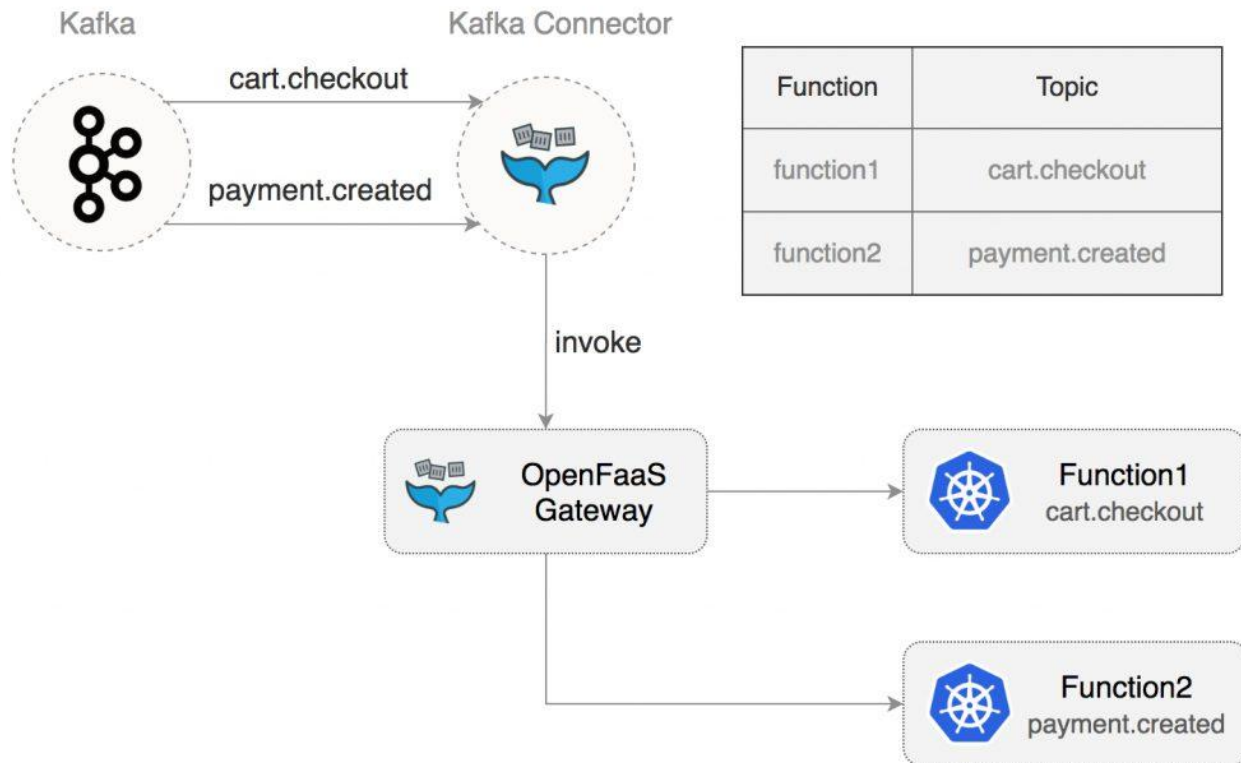 Kafka
Kafka Connector
cart.checkout
payment.created
Function Topic
function1 cart.checkout
function2 payment.created
invoke
OpenFaaS
Gateway
Function1
cart.checkout
Function2
payment.created